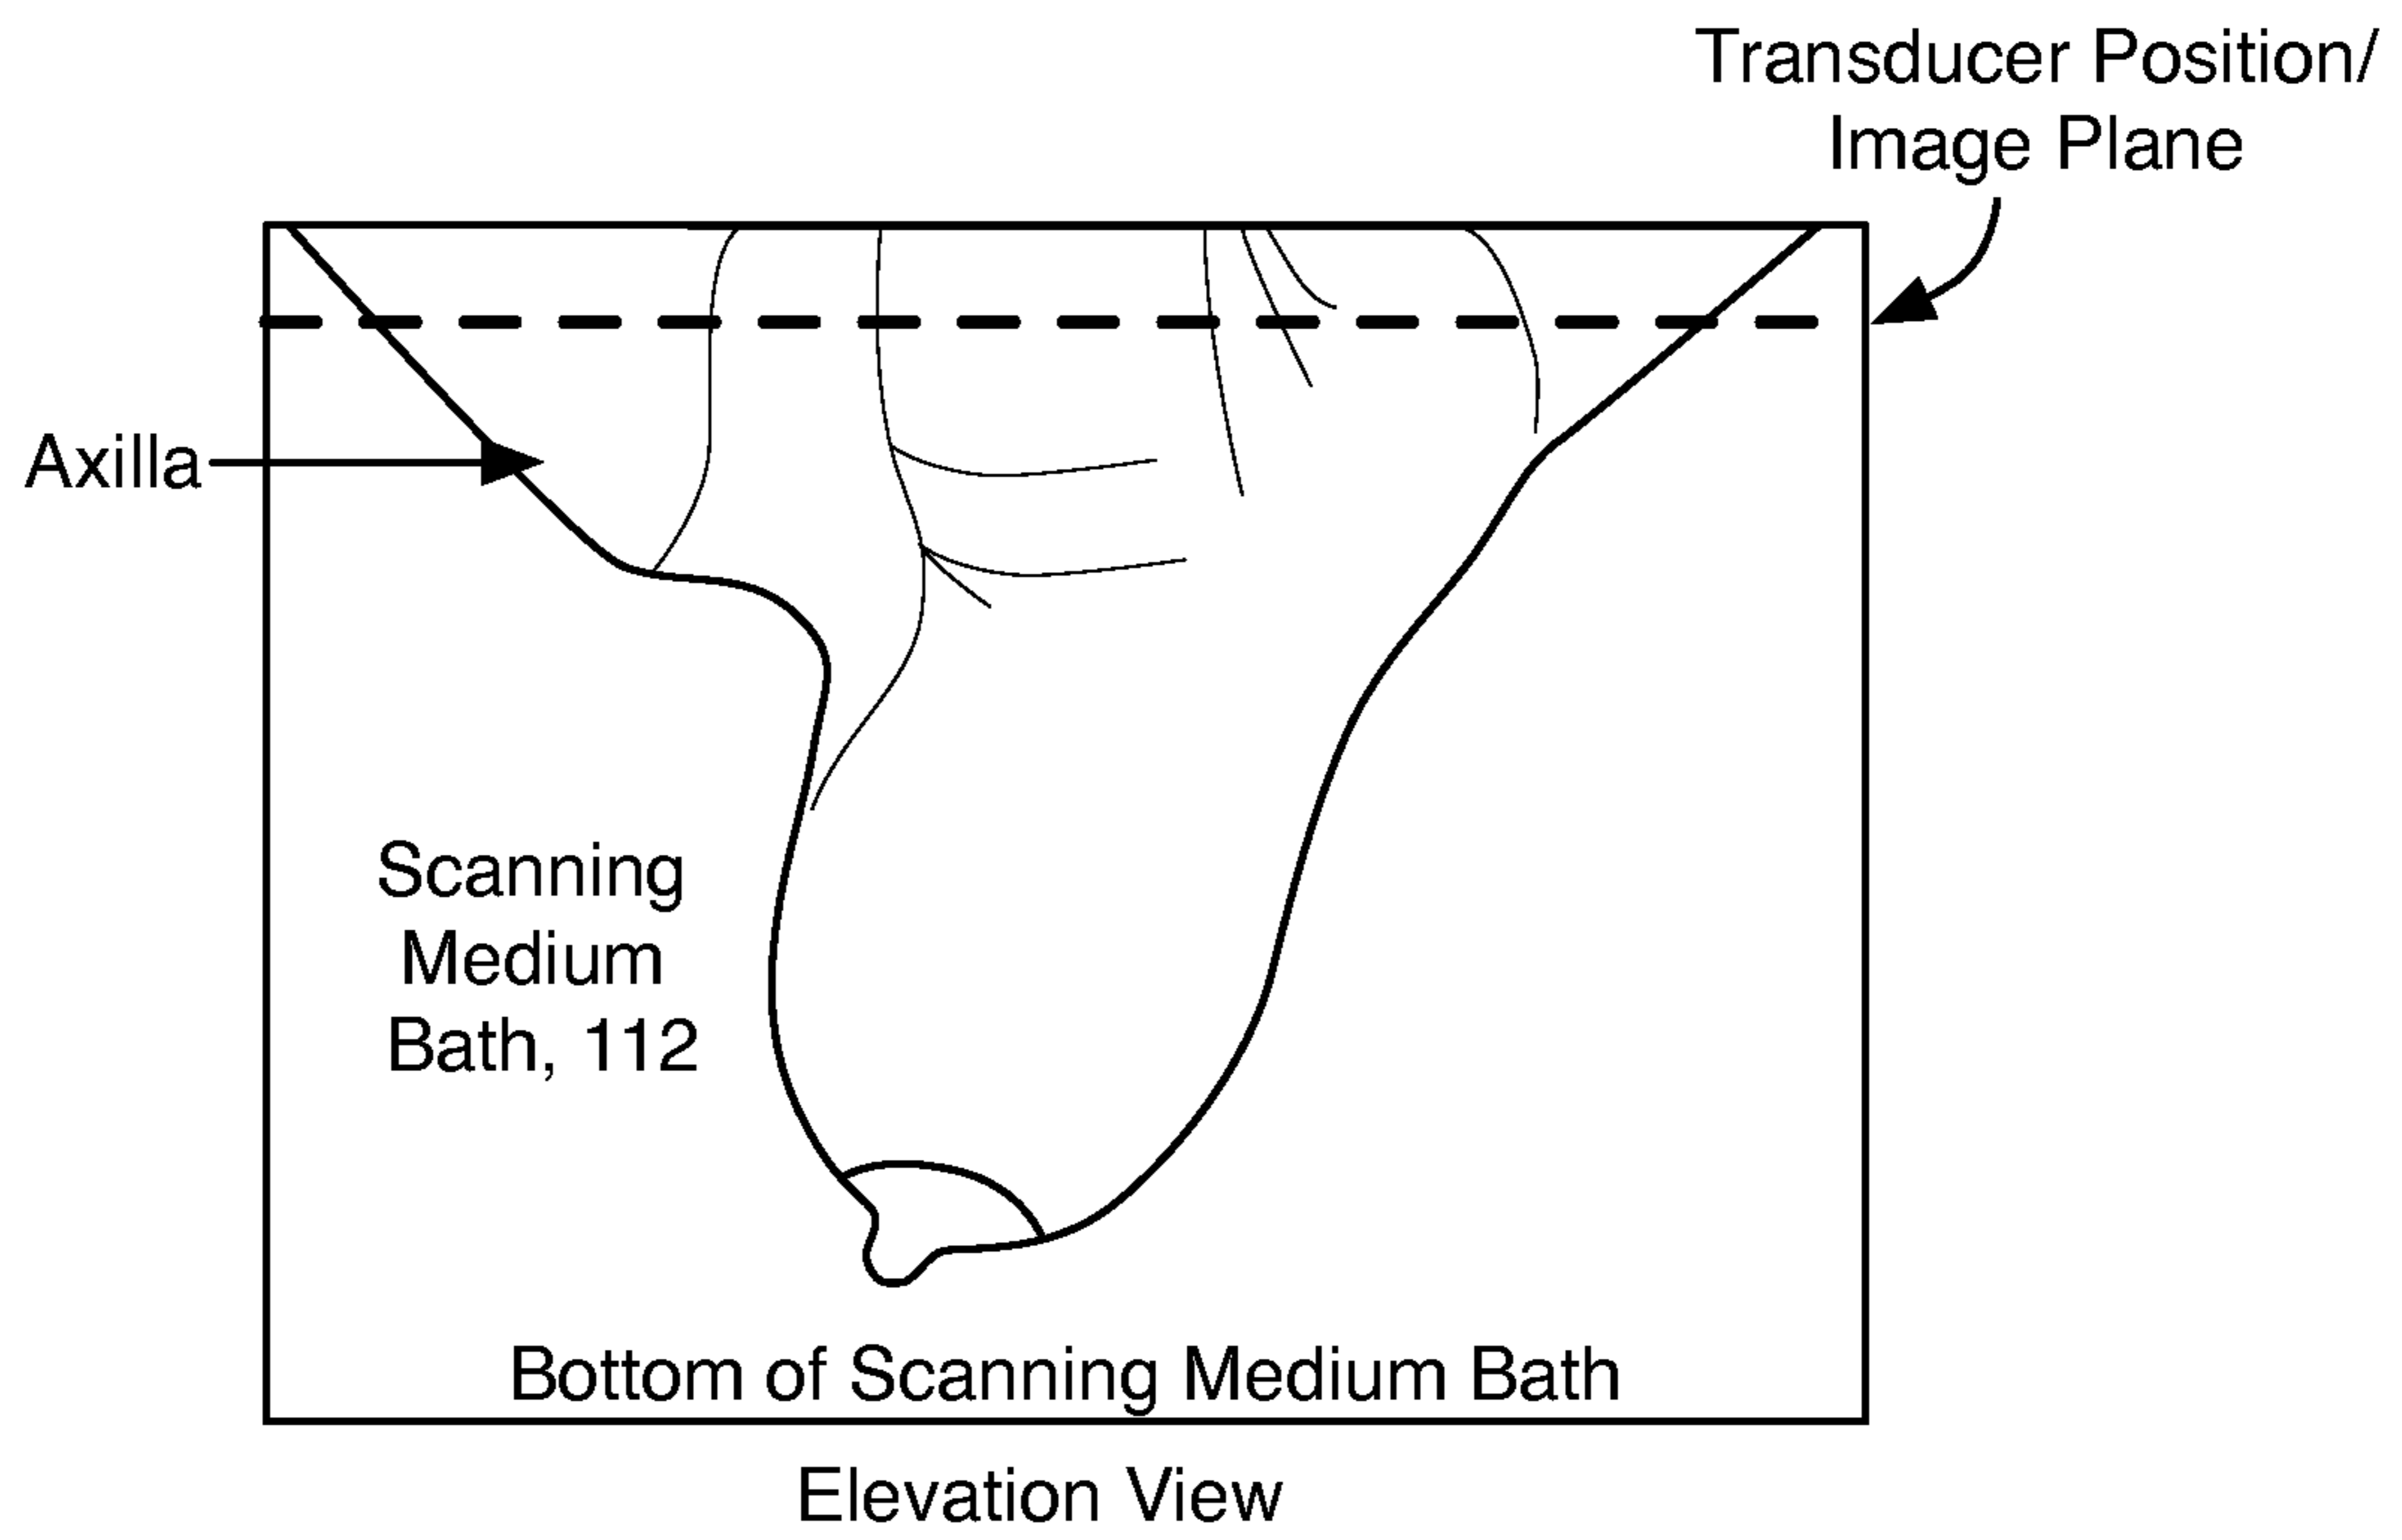 Transducer Position/
Image Plane
Axilla
Scanning
Medium
Bath, 112
Bottom of Scanning Medium Bath
Elevation View